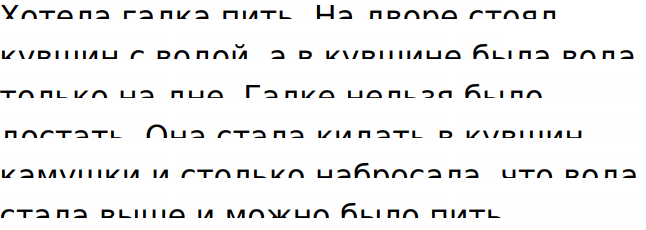 Хотела галка пить. На дворе стоял
кувшин с водой, а в кувшине была вода
только на дне. Галке нельзя было
достать. Она стала кидать в кувшин
камушки и столько набросала, что вода
стала выше и можно было пить.